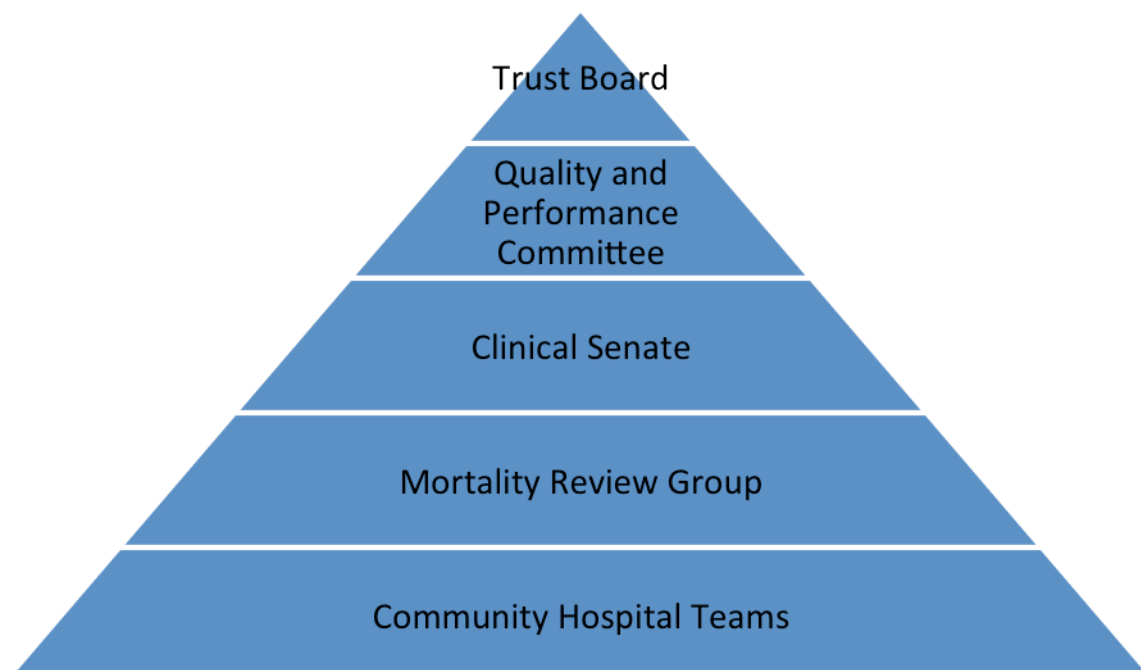 Trust Board
Quality and
Performance
Committee
Clinical Senate
Mortality Review Group
Community Hospital Teams